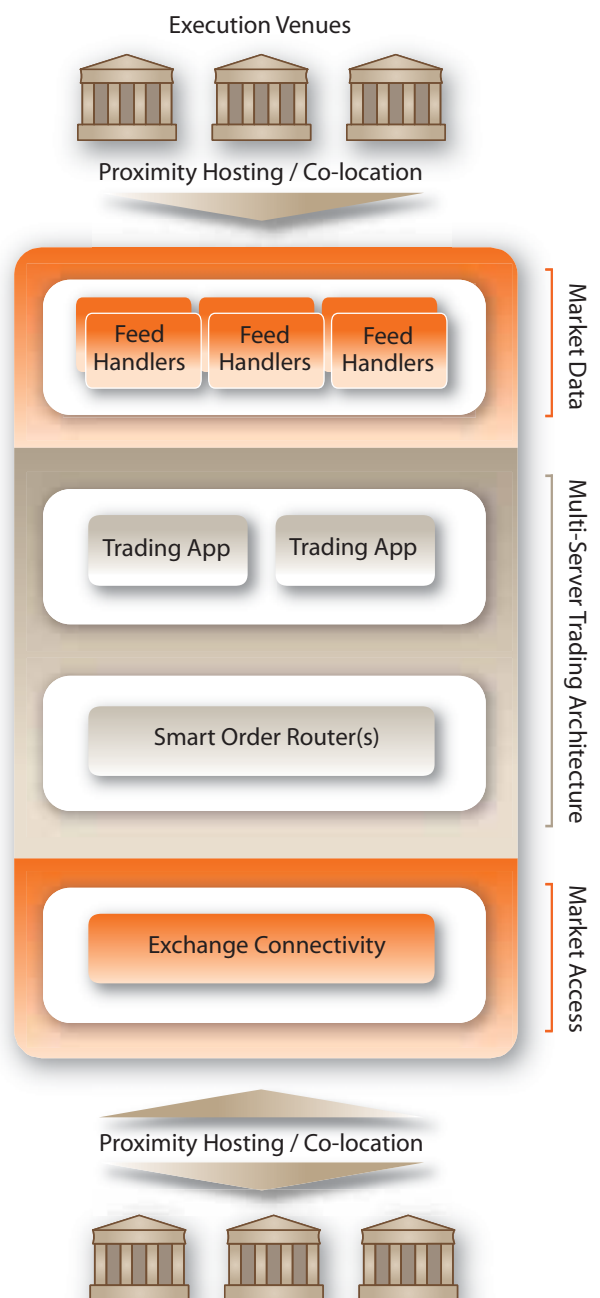 Execution Venues
Proximity Hosting / Co-location
Feed
Handlers
Feed
Handlers
Feed
Handlers
Market Data
Trading App
Trading App
Smart Order Router(s)
Multi-Server Trading Architecture
Exchange Connectivity
Market Access
Proximity Hosting / Co-location